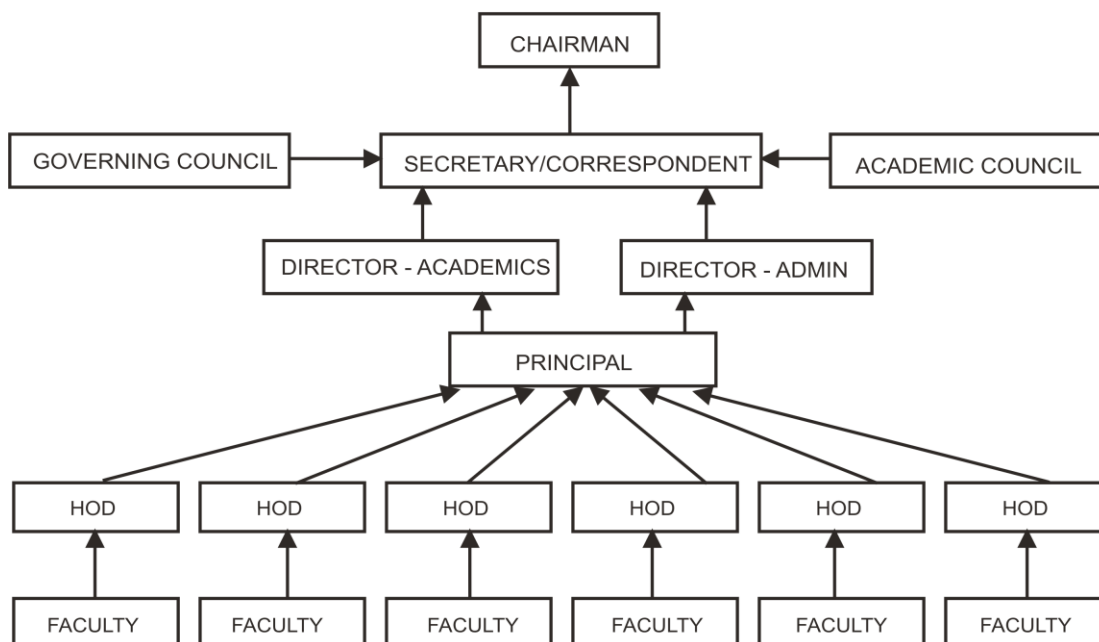 CHAIRMAN
GOVERNING COUNCIL
SECRETARY/CORRESPONDENT
ACADEMIC COUNCIL
DIRECTOR - ACADEMICS
DIRECTOR - ADMIN
PRINCIPAL
HOD
HOD
HOD
HOD
HOD
HOD
FACULTY
FACULTY
FACULTY
FACULTY
FACULTY
FACULTY